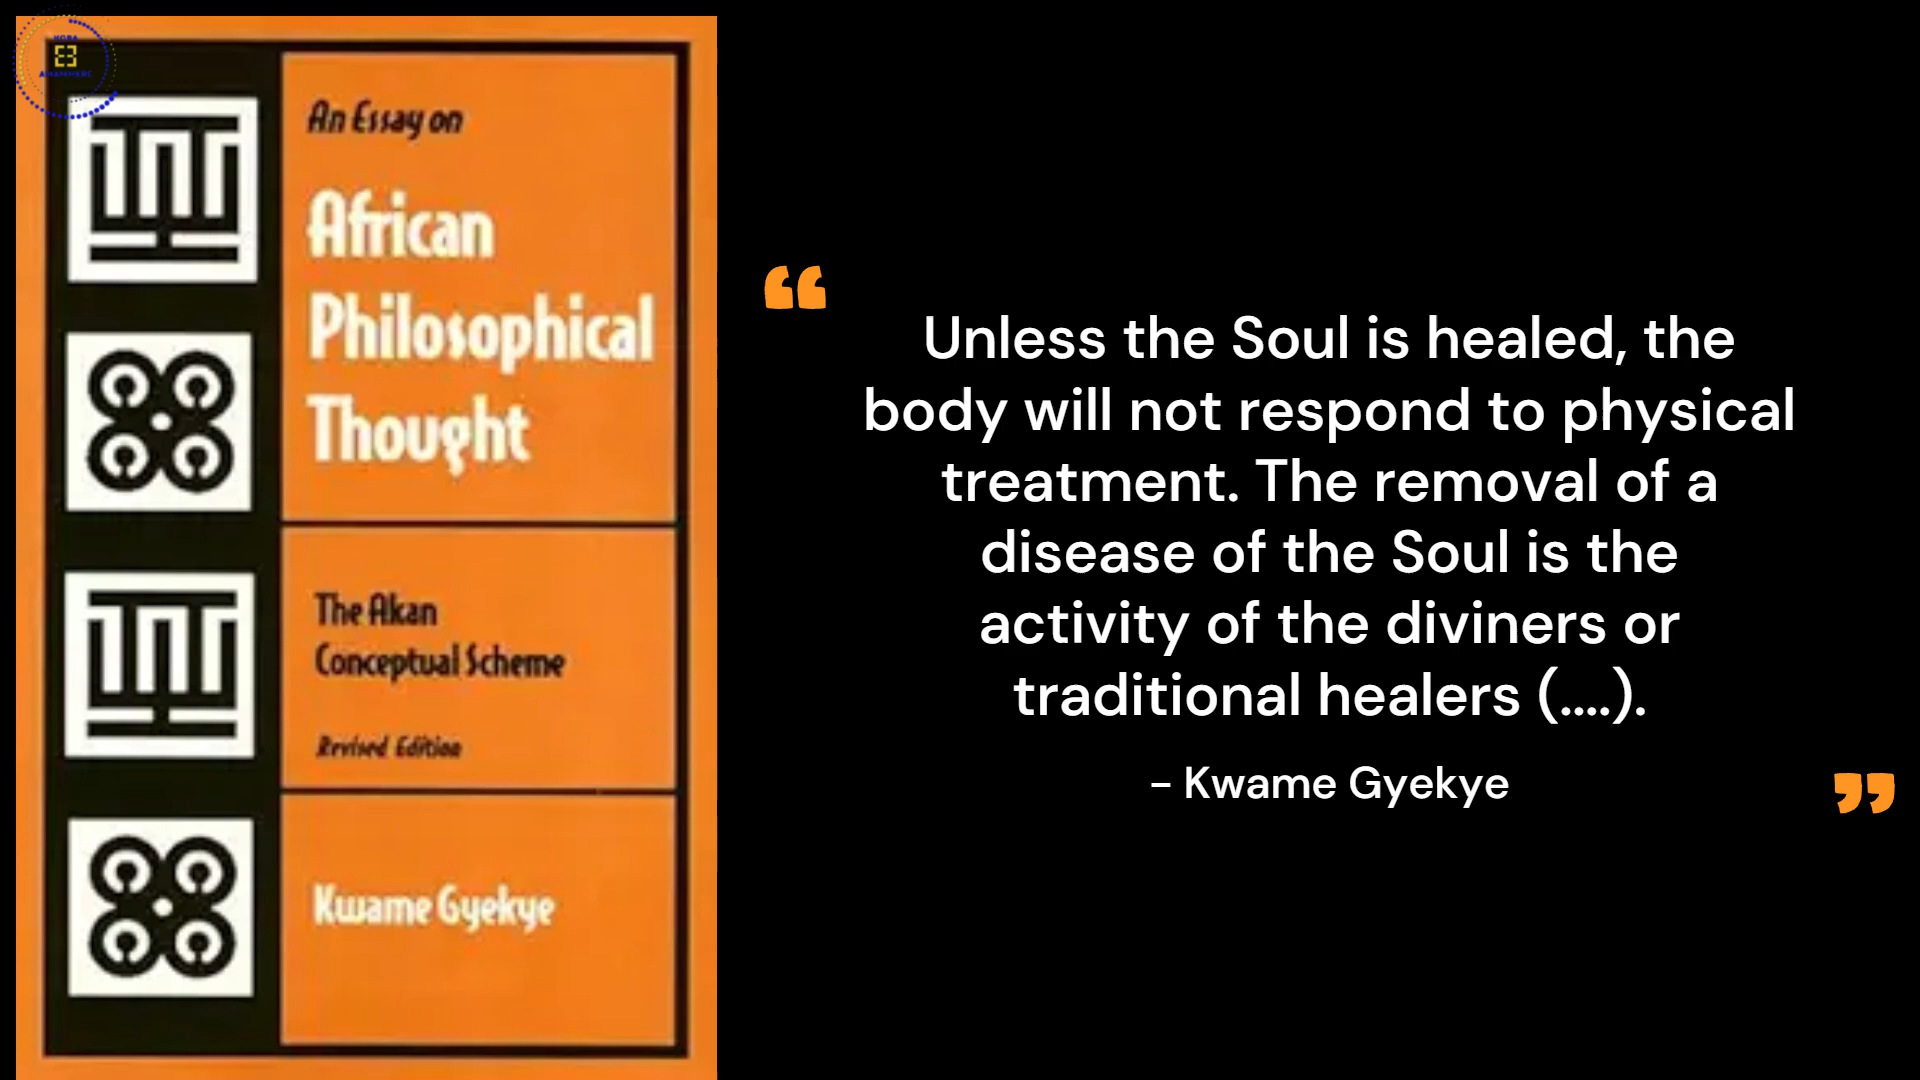 An Essay on
African
Philosophical
Thought
The Akan
Conceptual Scheme
Revised Edition
Kwame Gyekye
“
Unless the Soul is healed, the
body will not respond to physical
treatment. The removal of a
disease of the Soul is the
activity of the diviners or
traditional healers (....).
– Kwame Gyekye
”